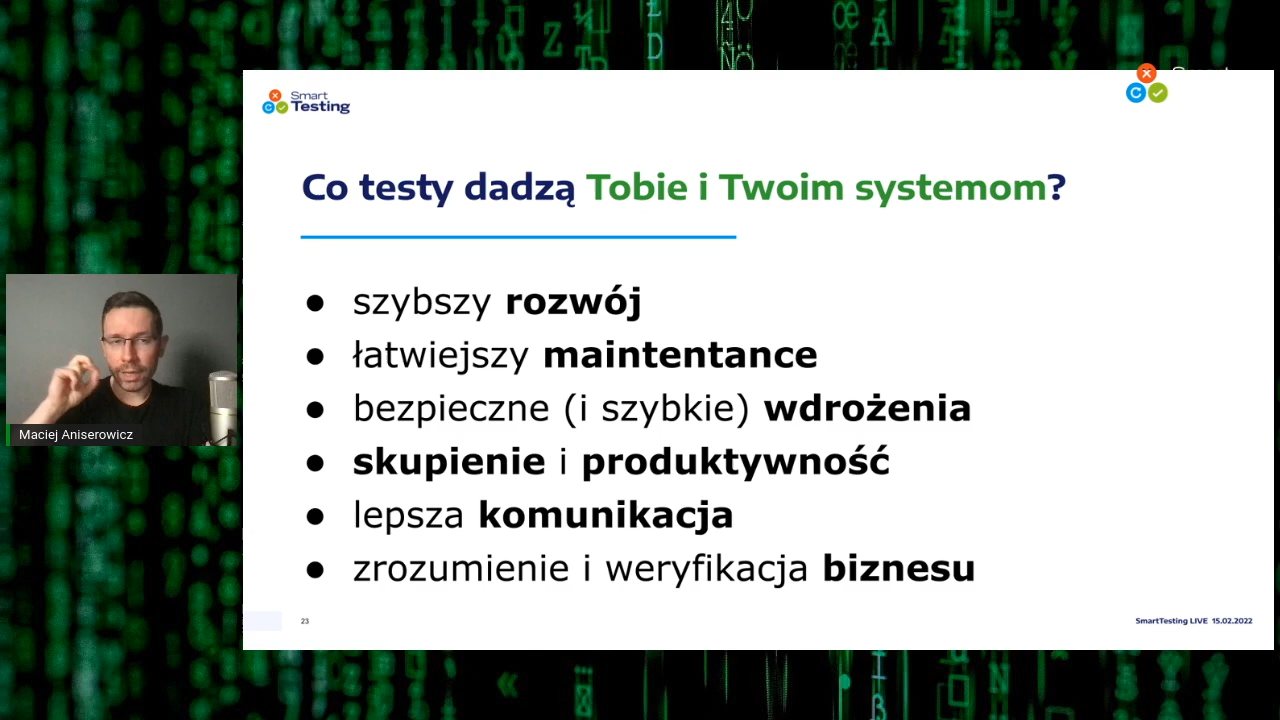 Smart
Testing
Co testy dadzą Tobie i Twoim systemom?
● szybszy rozwój
● łatwiejszy maintentance
● bezpieczne (i szybkie) wdrożenia
● skupienie i produktywność
● lepsza komunikacja
● zrozumienie i weryfikacja biznesu
23
SmartTesting LIVE 15.02.2022
Maciej Aniserowicz